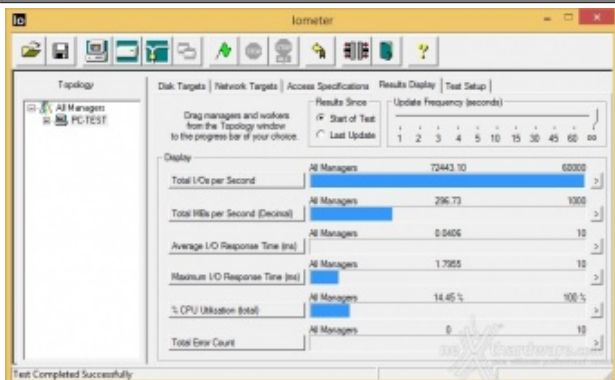 Io
Iometer
Topology
All Managers
PC-TEST
Disk Targets | Network Targets | Access Specifications | Results Display | Test Setup
Drag managers and workers
from the Topology window
to the progress bar of your choice.
Results Since
Start of Test
Last Update
Update Frequency (seconds)
1 2 3 4 5 10 15 30 45 60 oo
Display
All Managers 72443.10 60000
Total I/Os per Second
All Managers 296.73 1000
Total MBs per Second (Decimal)
All Managers 0.0406 10
Average I/O Response Time (ms)
All Managers 1.7955 10
Maximum I/O Response Time (ms)
All Managers 14.45 % 100 %
% CPU Utilization (total)
All Managers 0 10
Total Error Count
Test Completed Successfully